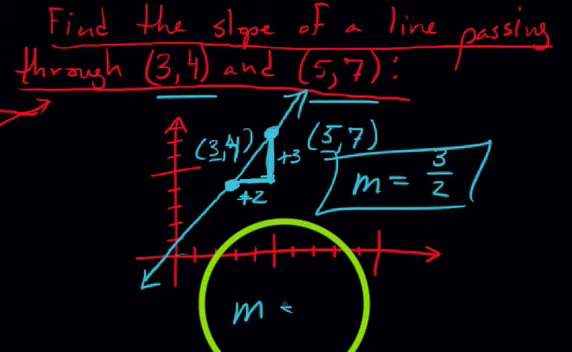 Find the slope of a line passing
through (3,4) and (5,7):
(3,4) (5,7)
+3
m = 3/2
+2
m